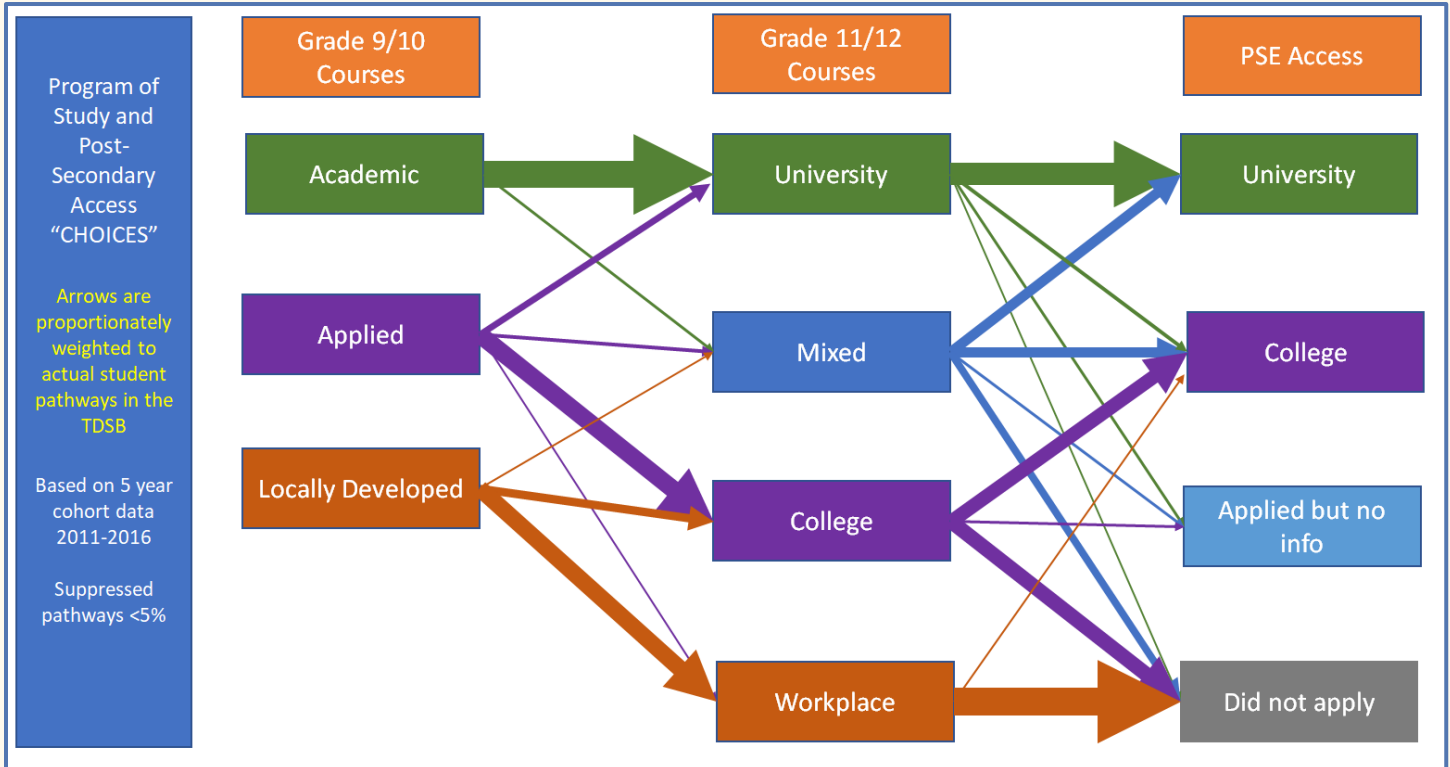 Program of
Study and
Post-
Secondary
Access
“CHOICES”
Arrows are
proportionately
weighted to
actual student
pathways in the
TDSB
Based on 5 year
cohort data
2011-2016
Suppressed
pathways <5%
Grade 9/10
Courses
Academic
Applied
Locally Developed
Grade 11/12
Courses
University
Mixed
College
Workplace
PSE Access
University
College
Applied but no
info
Did not apply